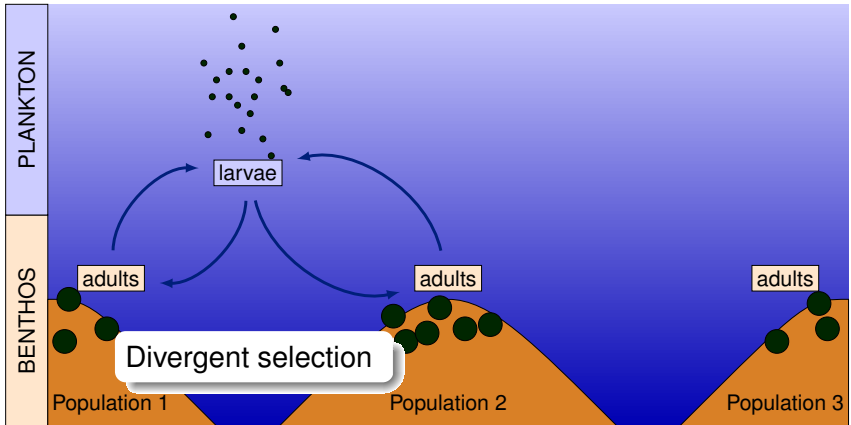 PLANKTON
larvae
BENTHOS
adults
adults
adults
Divergent selection
Population 1
Population 2
Population 3